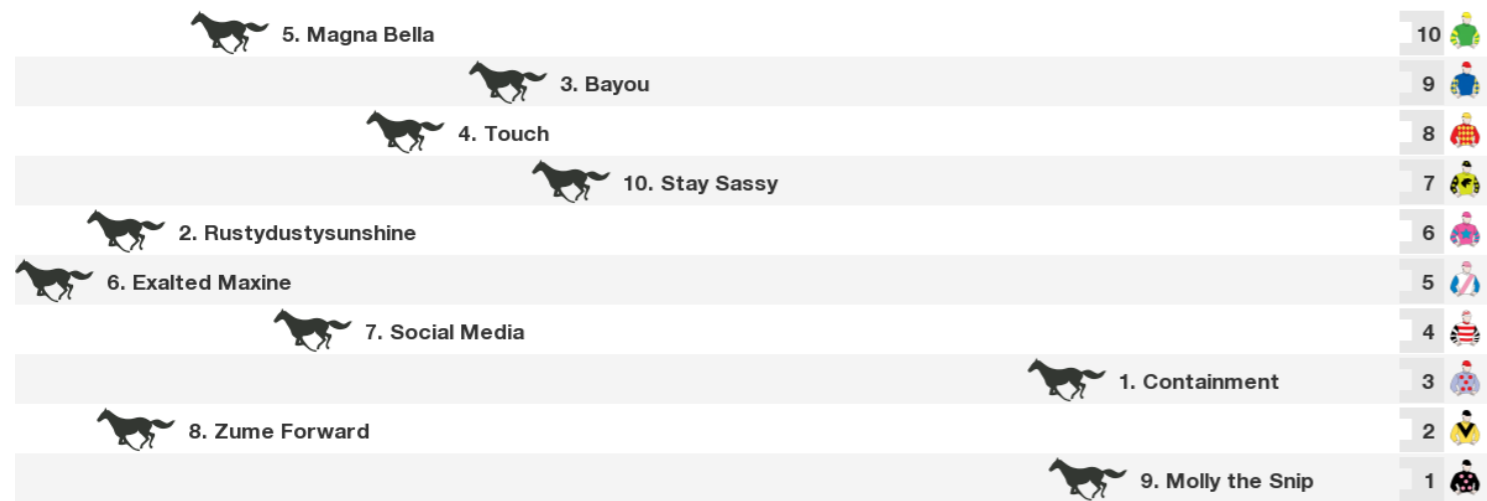 5. Magna Bella 10
3. Bayou 9
4. Touch 8
10. Stay Sassy 7
2. Rustydustysunshine 6
6. Exalted Maxine 5
7. Social Media 4
1. Containment 3
8. Zume Forward 2
9. Molly the Snip 1